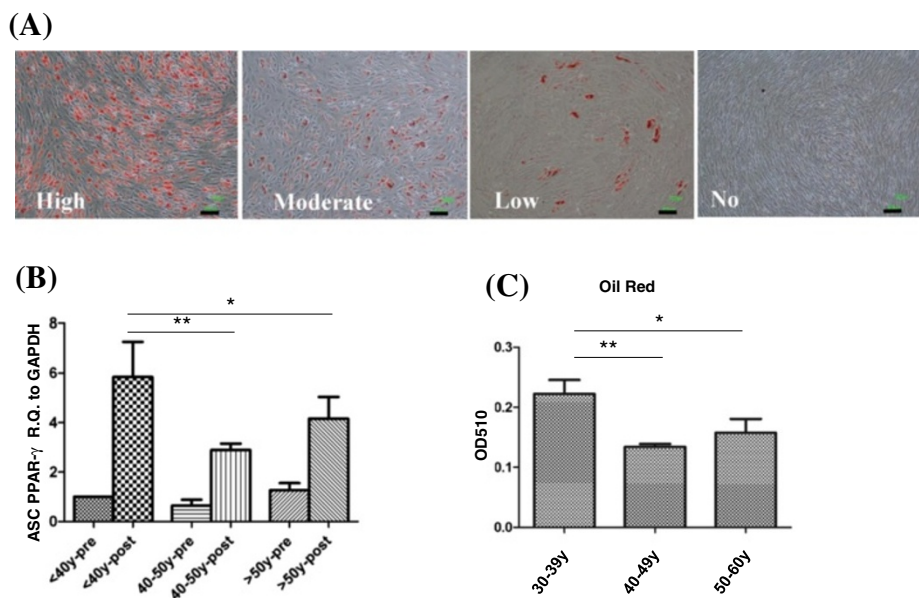 (A)
High
Moderate
Low
No
(B)
ASC PPAR-γ R.Q. to GAPDH
8
6
4
2
0
*
**
<40y-pre
<40y-post
40-50y-pre
40-50y-post
>50y-pre
>50y-post
(C)
Oil Red
OD510
0.3
0.2
0.1
0.0
*
**
30-39y
40-49y
50-60y